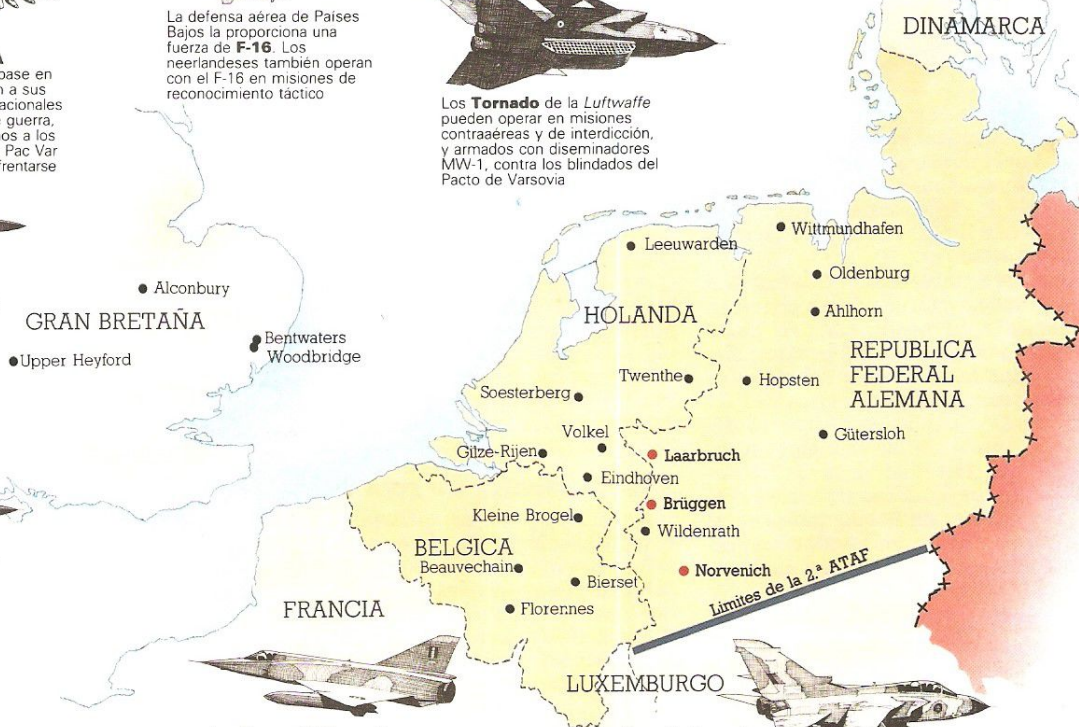 A
base en
n a sus
acionales
guerra,
os a los
Pac Var
frentarse
La defensa aérea de Países
Bajos la proporciona una
fuerza de F-16. Los
neerlandeses también operan
con el F-16 en misiones de
reconocimiento táctico
Los Tornado de la Luftwaffe
pueden operar en misiones
contraaéreas y de interdicción,
y armados con diseminadores
MW-1, contra los blindados del
Pacto de Varsovia
DINAMARCA
Wittmundhafen
Leeuwarden
Oldenburg
Alconbury
Ahlhorn
HOLANDA
GRAN BRETAÑA
Bentwaters
Woodbridge
Upper Heyford
REPUBLICA
FEDERAL
ALEMANA
Twenthe
Hopsten
Soesterberg
Volkel
Gütersloh
Gilze-Rijen
Laarbruch
Eindhoven
Brüggen
Kleine Brogel
Wildenrath
BELGICA
Beauvechain
Norvenich
Bierset
Limites de la 2.ª ATAF
Florennes
FRANCIA
LUXEMBURGO